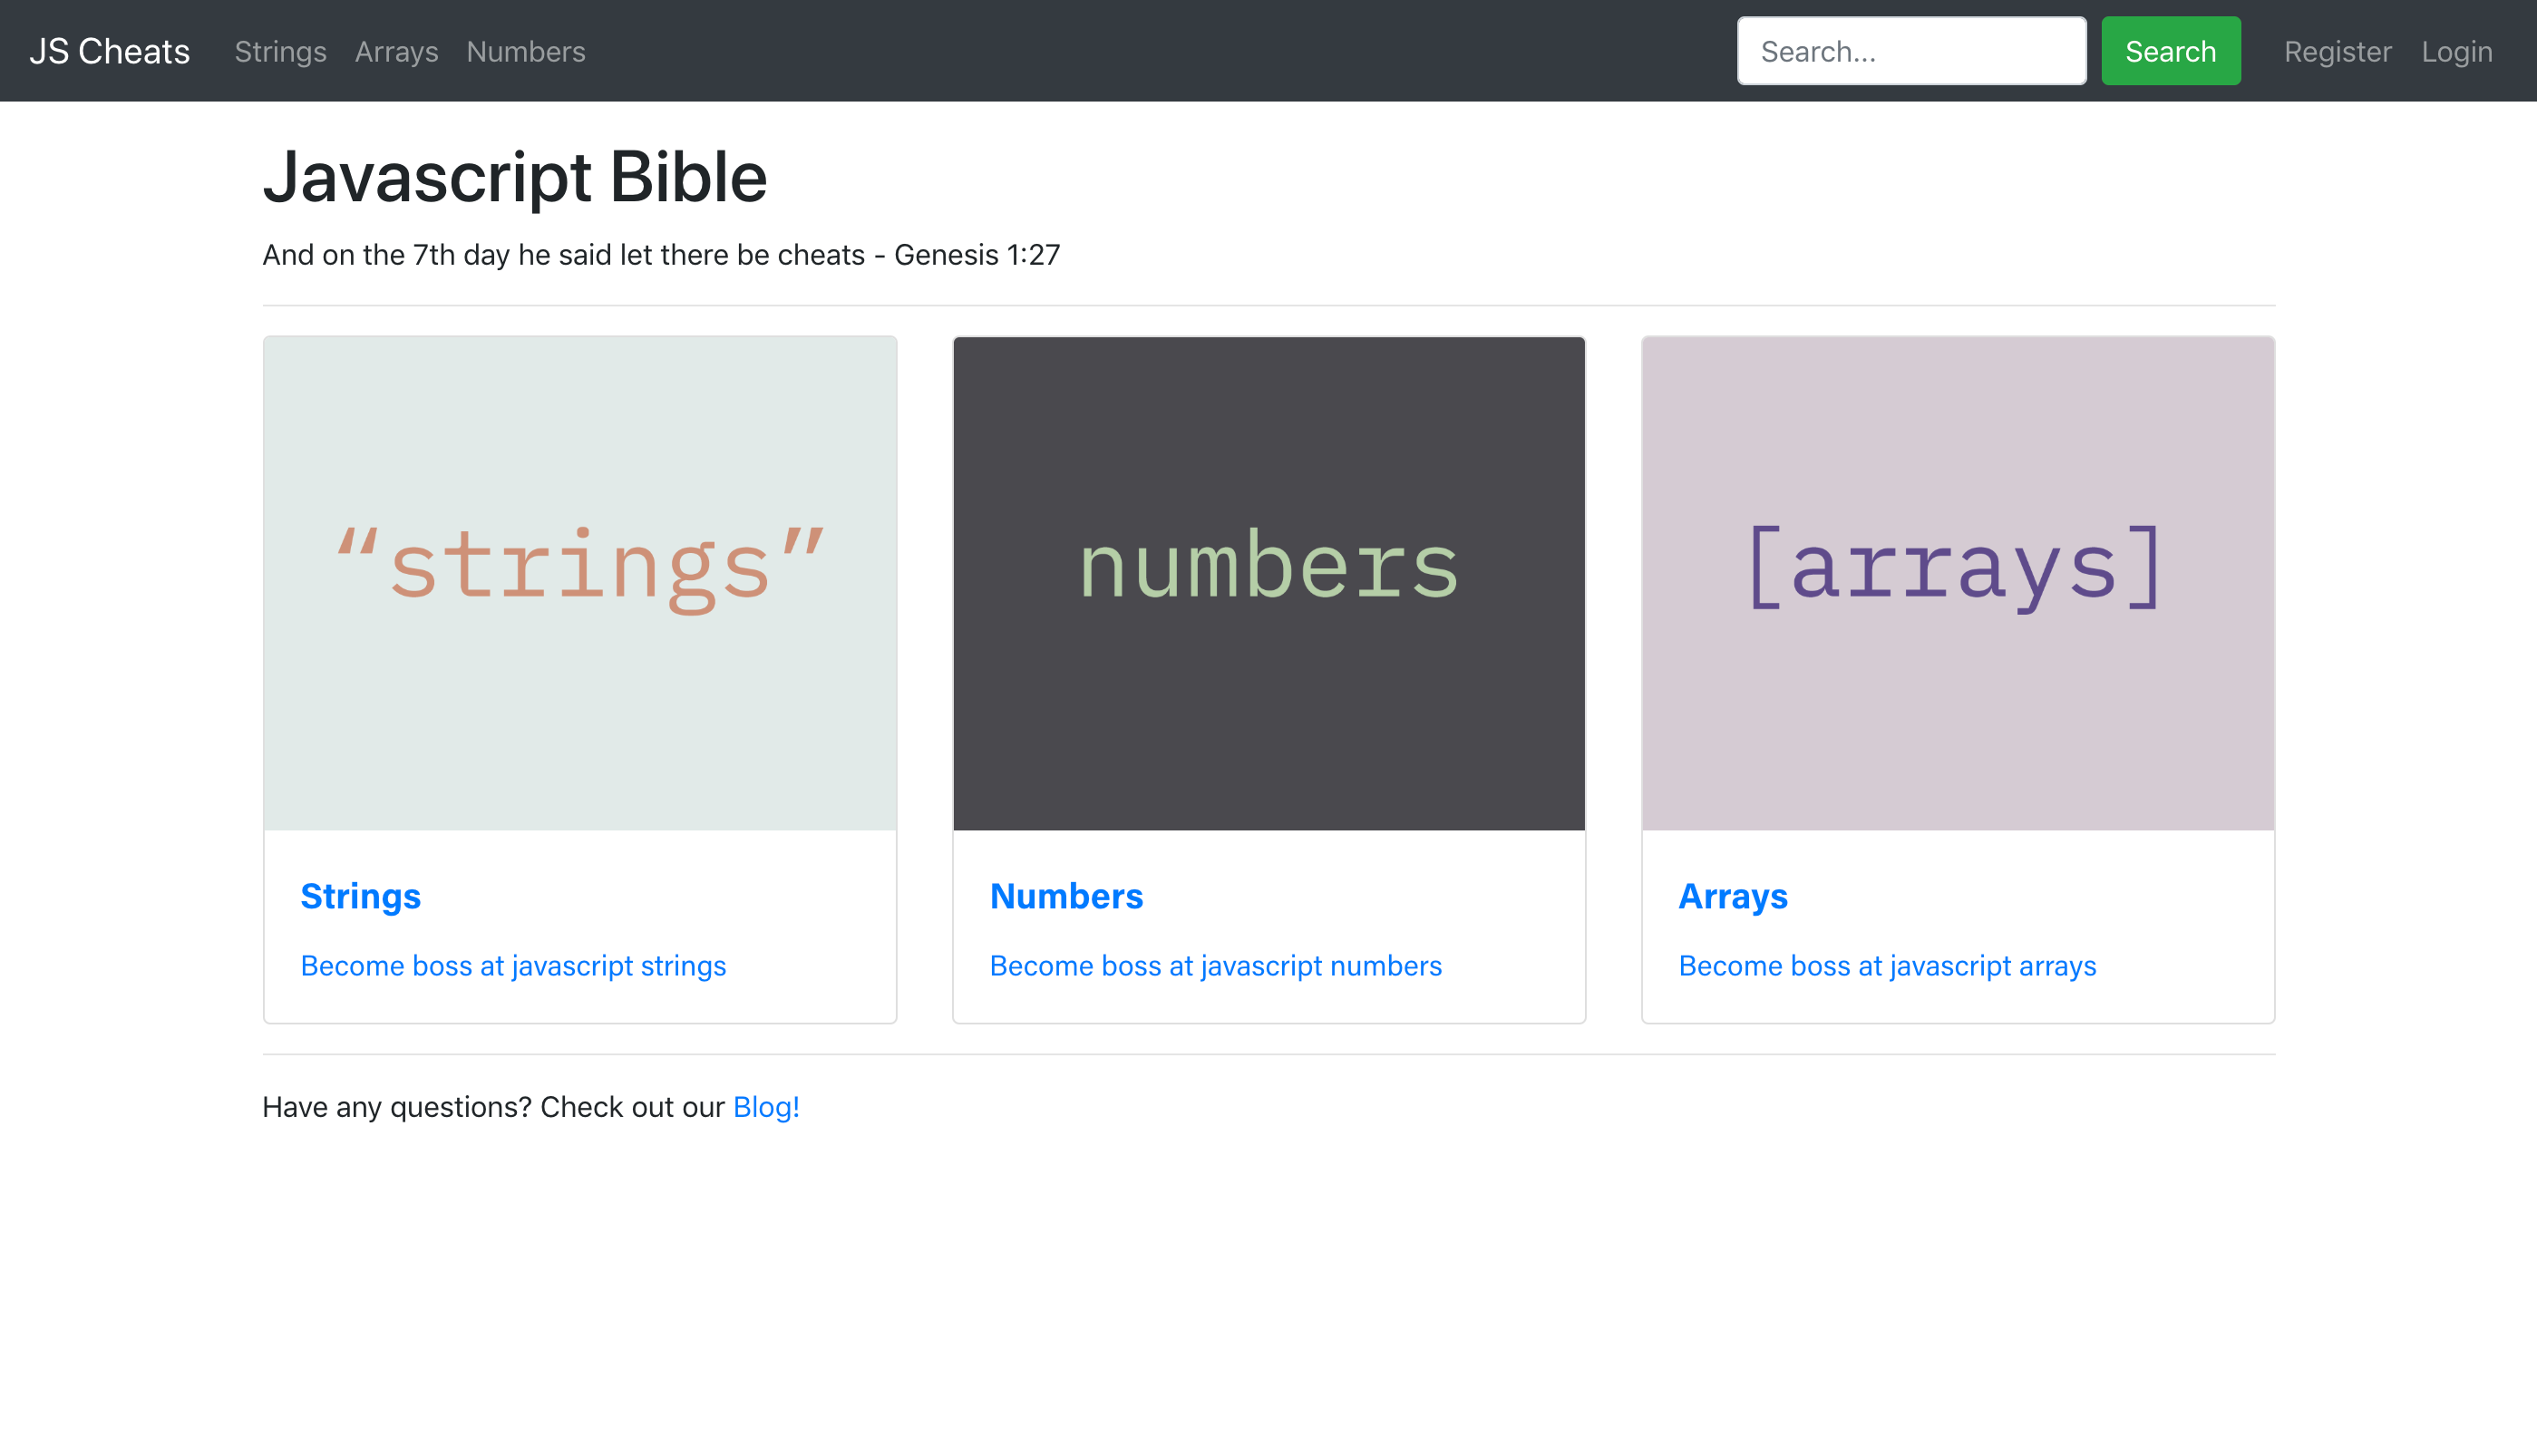 JS Cheats Strings Arrays Numbers Search... Search Register Login
Javascript Bible
And on the 7th day he said let there be cheats - Genesis 1:27
“strings”
numbers
[arrays]
Strings
Become boss at javascript strings
Numbers
Become boss at javascript numbers
Arrays
Become boss at javascript arrays
Have any questions? Check out our Blog!